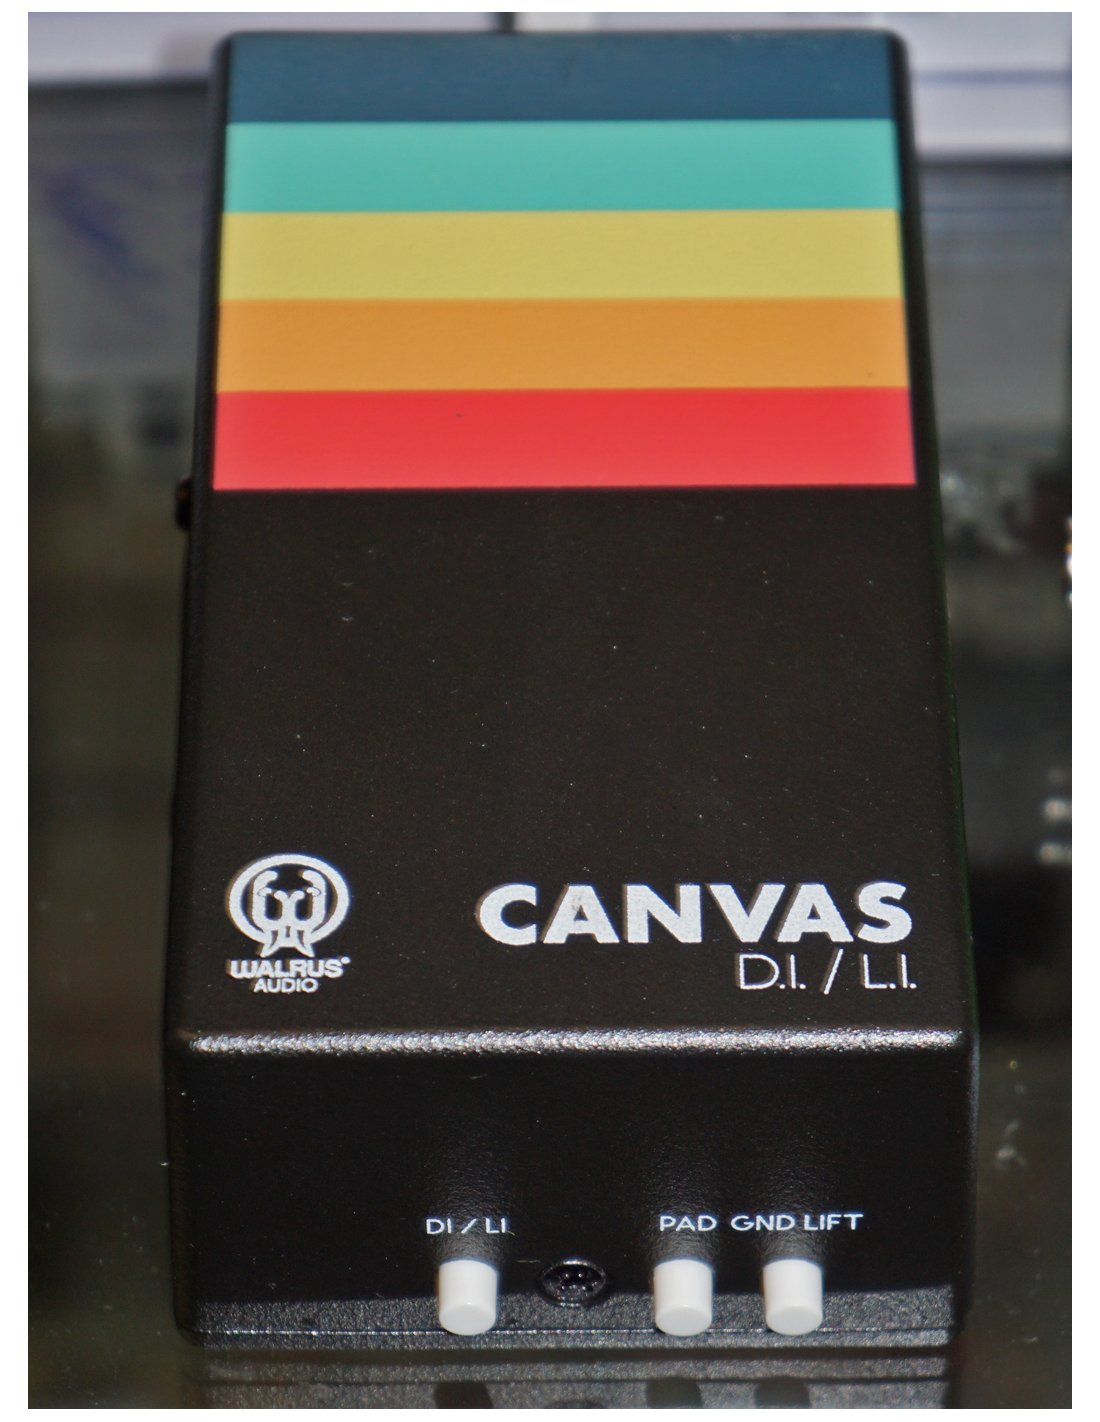 CANVAS
D.I. / L.I.
WALRUS®
AUDIO
DI / LI
PAD GND LIFT